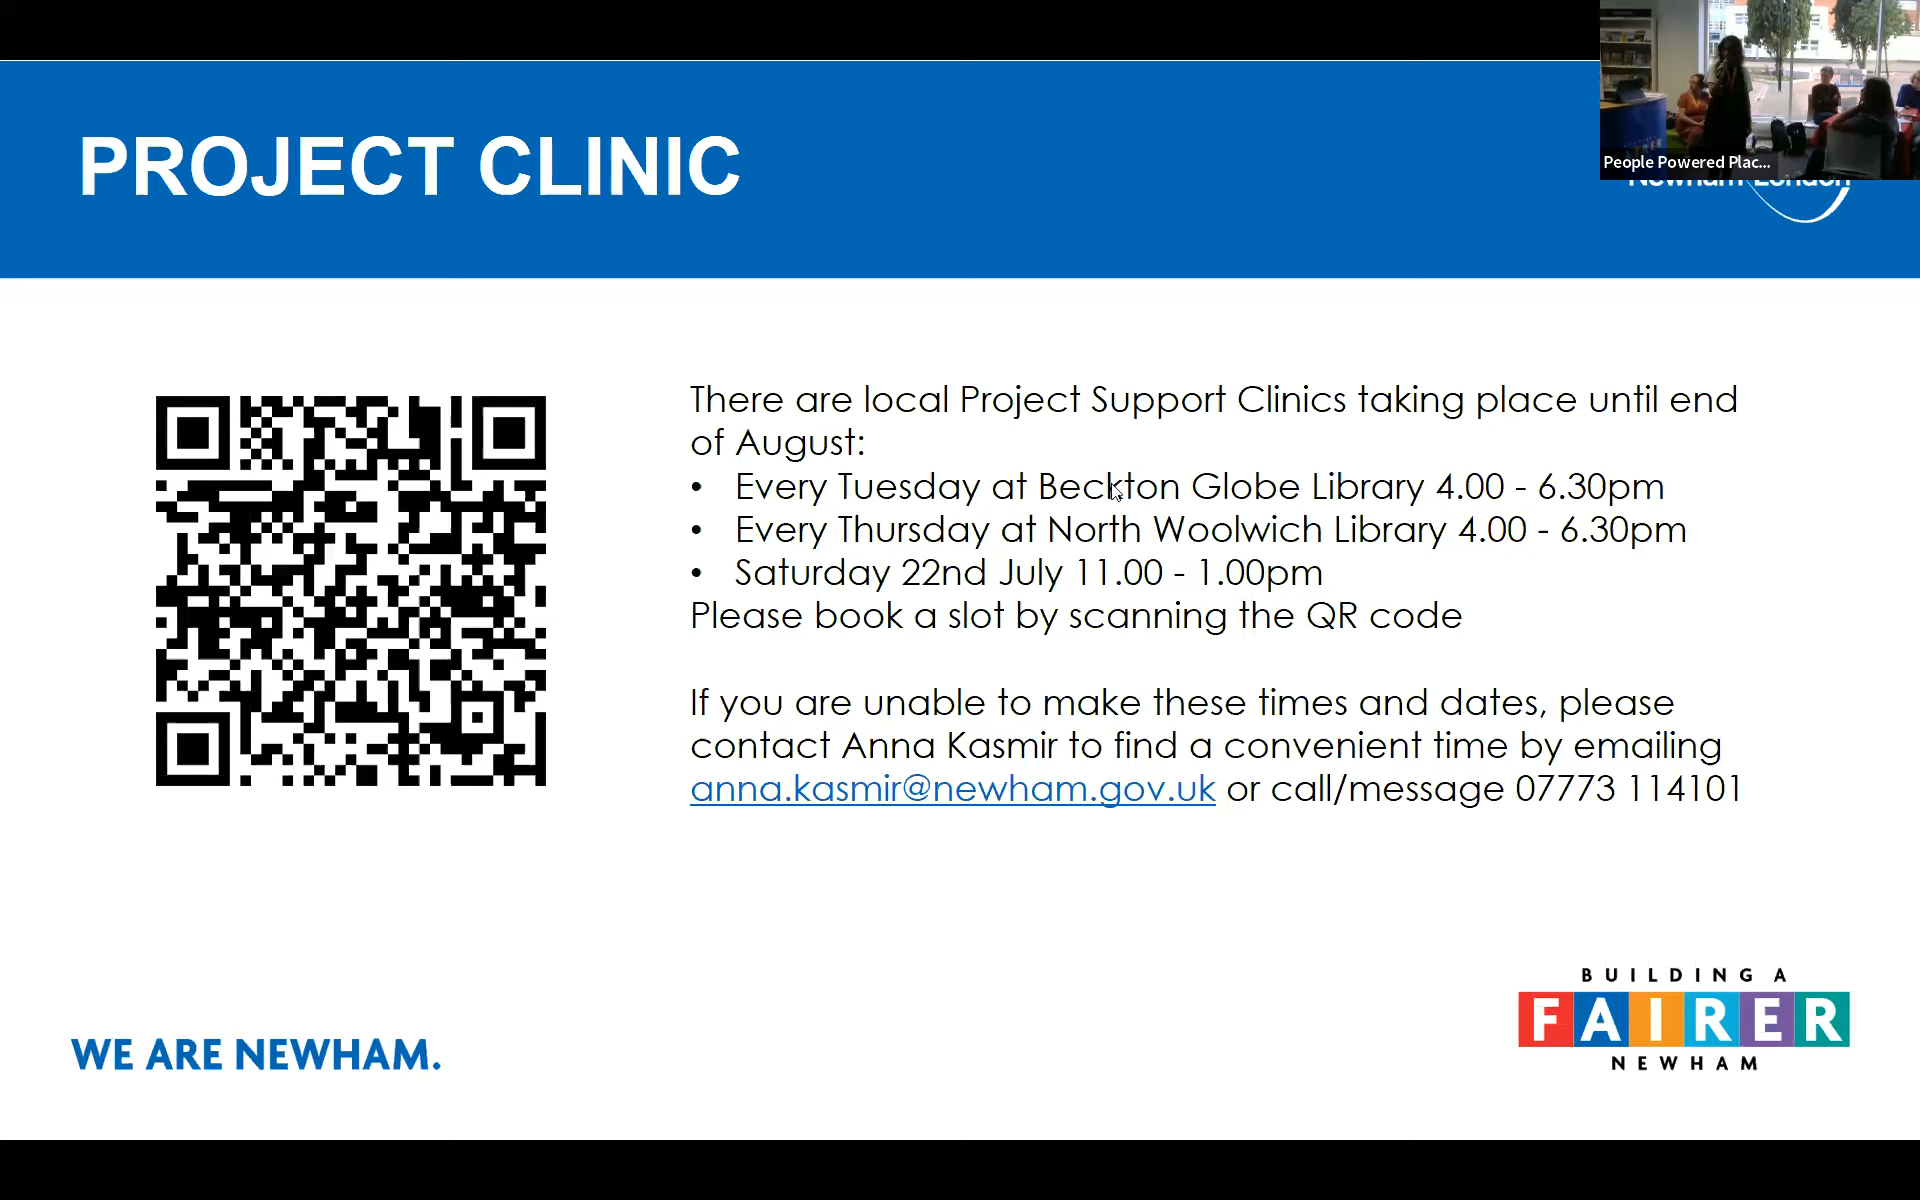 PROJECT CLINIC
People Powered Plac...
Newham London
There are local Project Support Clinics taking place until end
of August:
• Every Tuesday at Beckton Globe Library 4.00 - 6.30pm
• Every Thursday at North Woolwich Library 4.00 - 6.30pm
• Saturday 22nd July 11.00 - 1.00pm
Please book a slot by scanning the QR code
If you are unable to make these times and dates, please
contact Anna Kasmir to find a convenient time by emailing
anna.kasmir@newham.gov.uk or call/message 07773 114101
WE ARE NEWHAM.
BUILDING A
FAIRER
NEWHAM